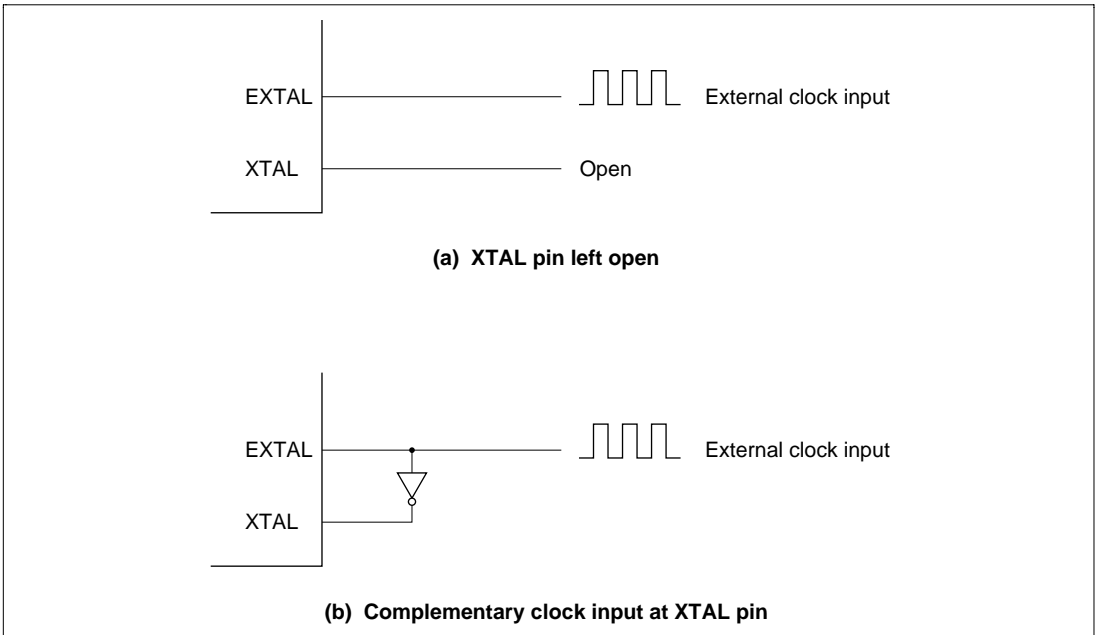 EXTAL
External clock input
XTAL
Open
(a) XTAL pin left open
EXTAL
External clock input
XTAL
(b) Complementary clock input at XTAL pin